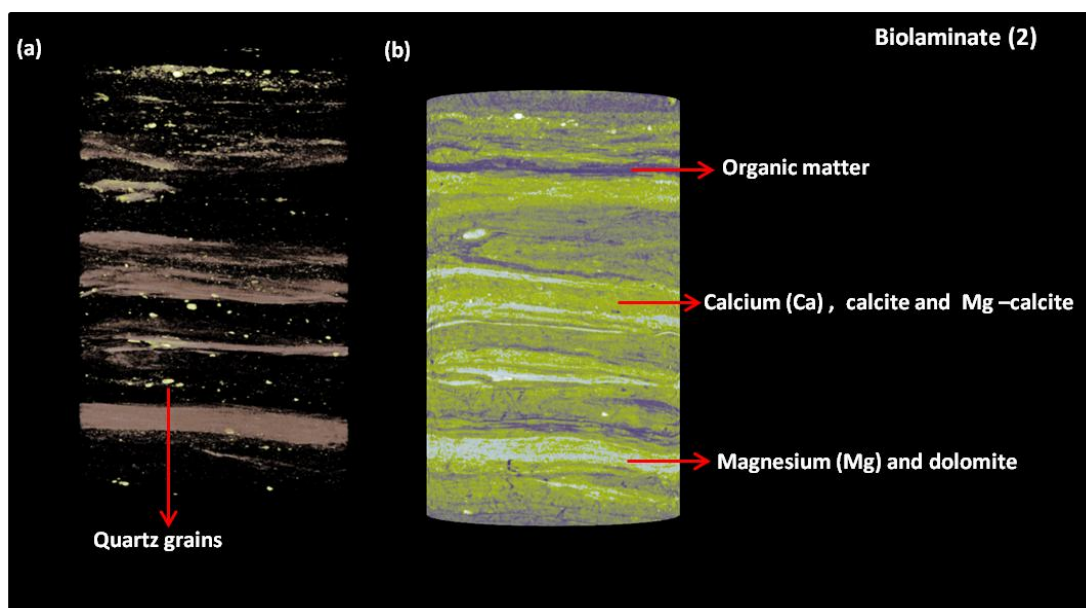 Biolaminate (2)
(a)
(b)
Organic matter
Calcium (Ca) , calcite and Mg –calcite
Magnesium (Mg) and dolomite
Quartz grains